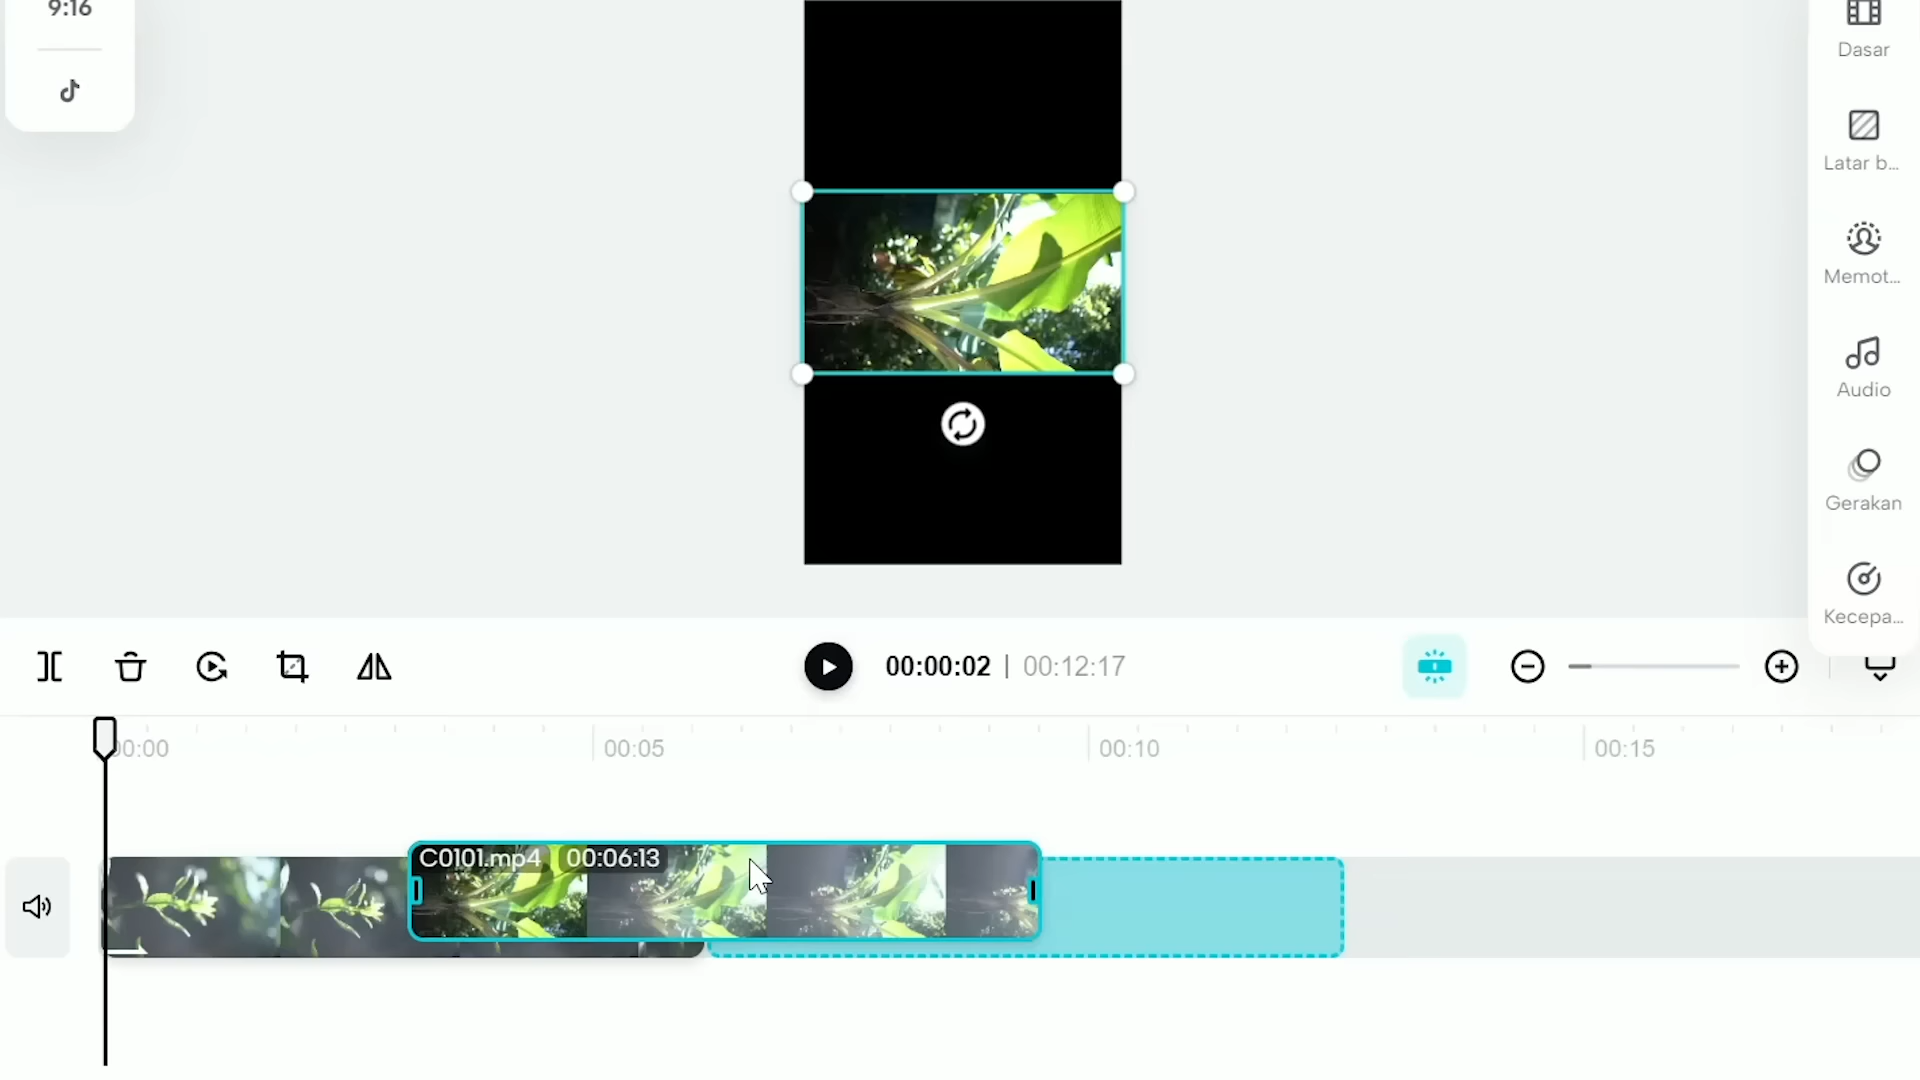 9:16
Dasar
Latar b...
Memot...
Audio
Gerakan
Kecepa...
00:00:02 | 00:12:17
00:00
00:05
00:10
00:15
C0101.mp4 00:06:13